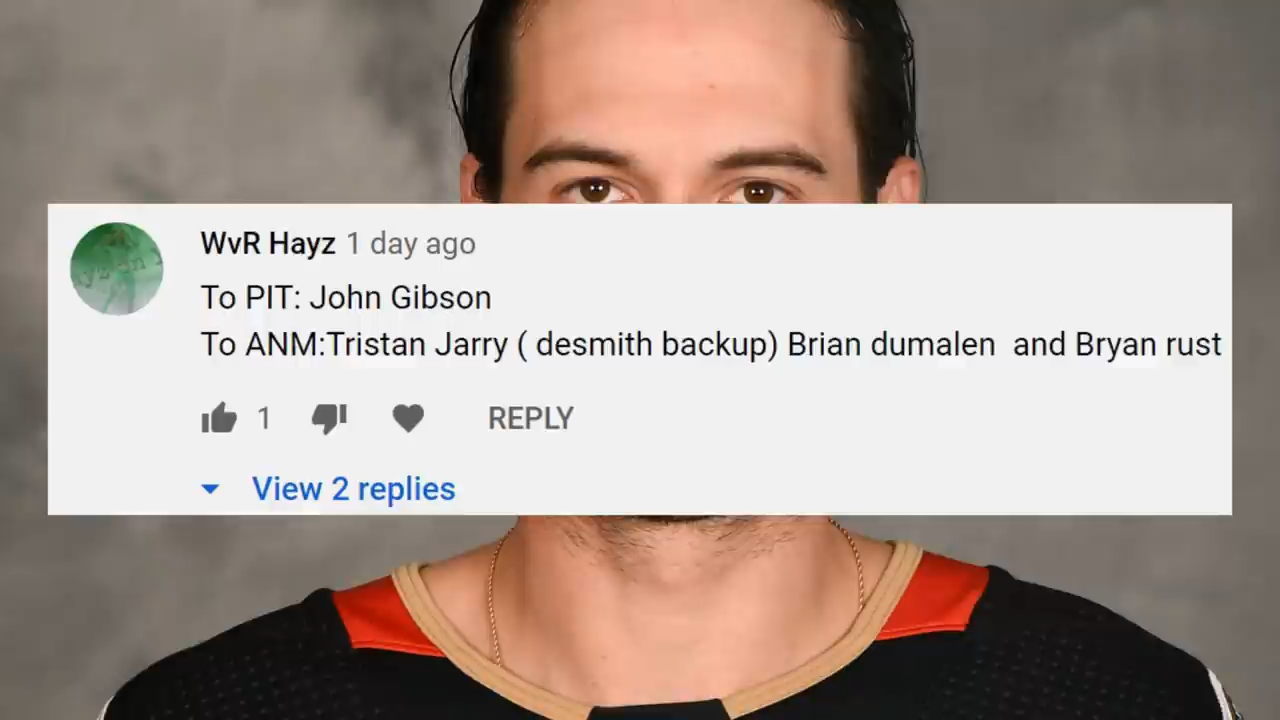 WvR Hayz 1 day ago
To PIT: John Gibson
To ANM:Tristan Jarry ( desmith backup) Brian dumalen  and Bryan rust
1
REPLY
View 2 replies